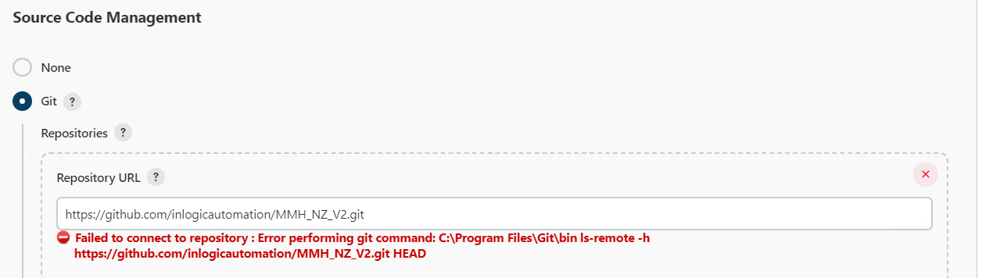 Source Code Management
None
Git ?
Repositories ?
Repository URL ?
https://github.com/inlogicautomation/MMH_NZ_V2.git
Failed to connect to repository : Error performing git command: C:\Program Files\Git\bin ls-remote -h
https://github.com/inlogicautomation/MMH_NZ_V2.git HEAD